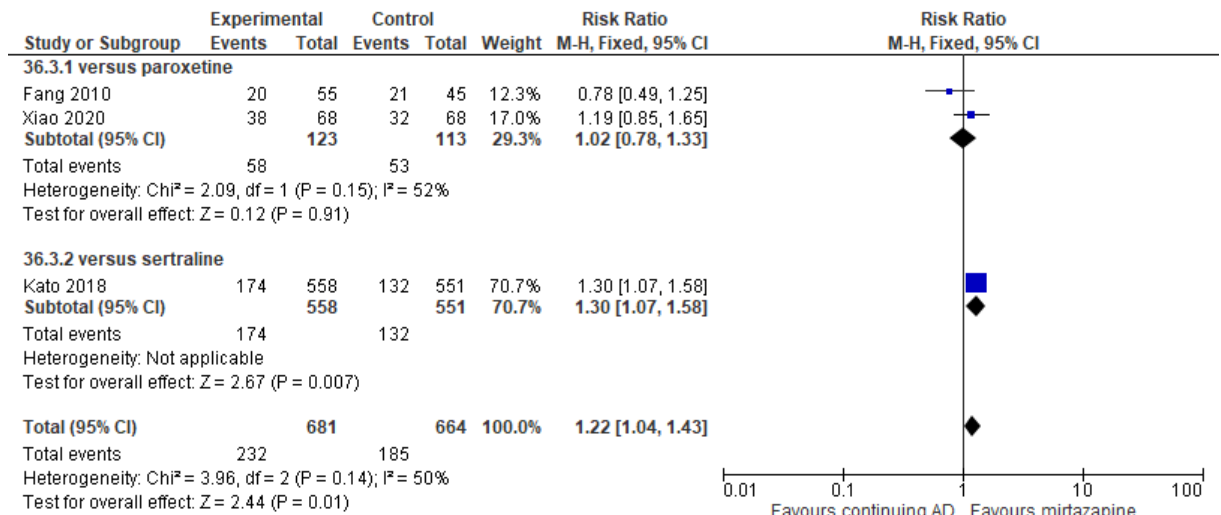 Experimental Control Risk Ratio Risk Ratio
Study or Subgroup Events Total Events Total Weight M-H, Fixed, 95% CI M-H, Fixed, 95% CI
36.3.1 versus paroxetine
Fang 2010 20 55 21 45 12.3% 0.78 [0.49, 1.25]
Xiao 2020 38 68 32 68 17.0% 1.19 [0.85, 1.65]
Subtotal (95% CI) 123 113 29.3% 1.02 [0.78, 1.33]
Total events 58 53
Heterogeneity: Chi² = 2.09, df = 1 (P = 0.15); I² = 52%
Test for overall effect: Z = 0.12 (P = 0.91)
36.3.2 versus sertraline
Kato 2018 174 558 132 551 70.7% 1.30 [1.07, 1.58]
Subtotal (95% CI) 558 551 70.7% 1.30 [1.07, 1.58]
Total events 174 132
Heterogeneity: Not applicable
Test for overall effect: Z = 2.67 (P = 0.007)
Total (95% CI) 681 664 100.0% 1.22 [1.04, 1.43]
Total events 232 185
Heterogeneity: Chi² = 3.96, df = 2 (P = 0.14); I² = 50%
Test for overall effect: Z = 2.44 (P = 0.01)
0.01 0.1 1 10 100
Favours continuing AD Favours mirtazapine